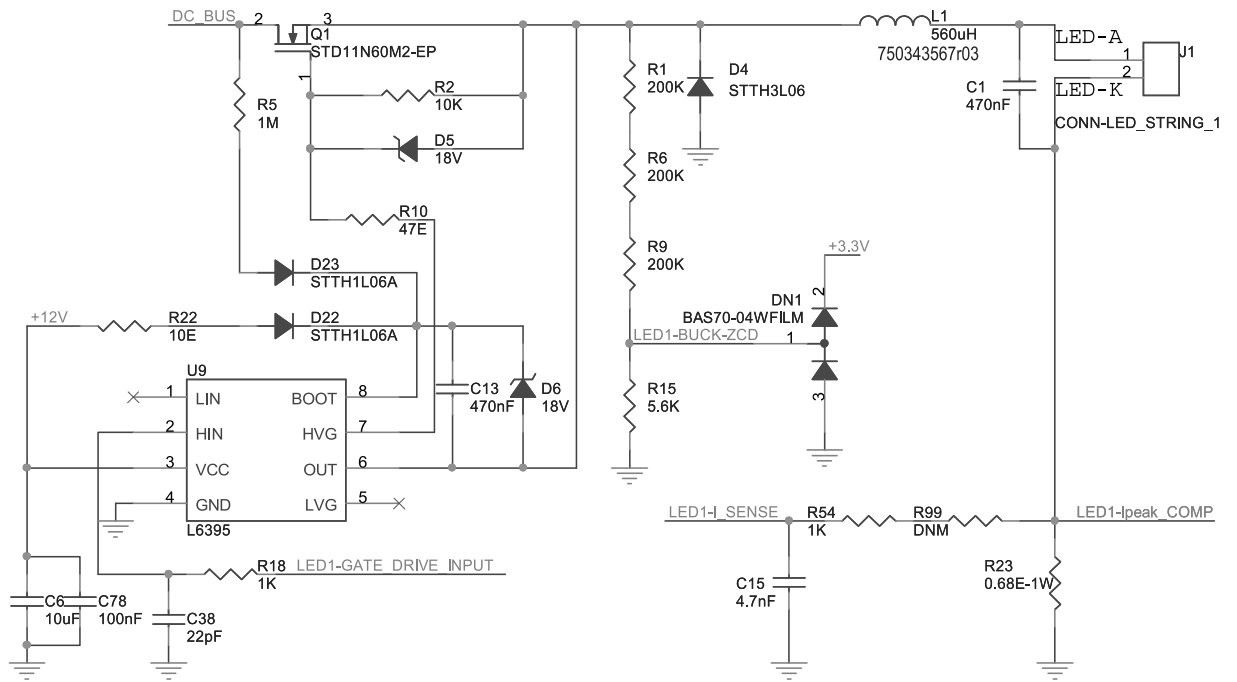 DC_BUS
2
3
Q1
STD11N60M2-EP
1
R5
1M
R2
10K
D5
18V
R10
47E
R1
200K
D4
STTH3L06
R6
200K
R9
200K
L1
560uH
750343567r03
C1
470nF
LED-A
1
2
LED-K
J1
CONN-LED_STRING_1
D23
STTH1L06A
+12V
R22
10E
D22
STTH1L06A
+3.3V
2
DN1
BAS70-04WFILM
LED1-BUCK-ZCD
1
3
R15
5.6K
U9
1
LIN
BOOT
8
2
HIN
HVG
7
3
VCC
OUT
6
4
GND
LVG
5
L6395
C13
470nF
D6
18V
LED1-I_SENSE
R54
1K
R99
DNM
LED1-Ipeak_COMP
R18
1K
LED1-GATE_DRIVE_INPUT
C6
10uF
C78
100nF
C38
22pF
C15
4.7nF
R23
0.68E-1W